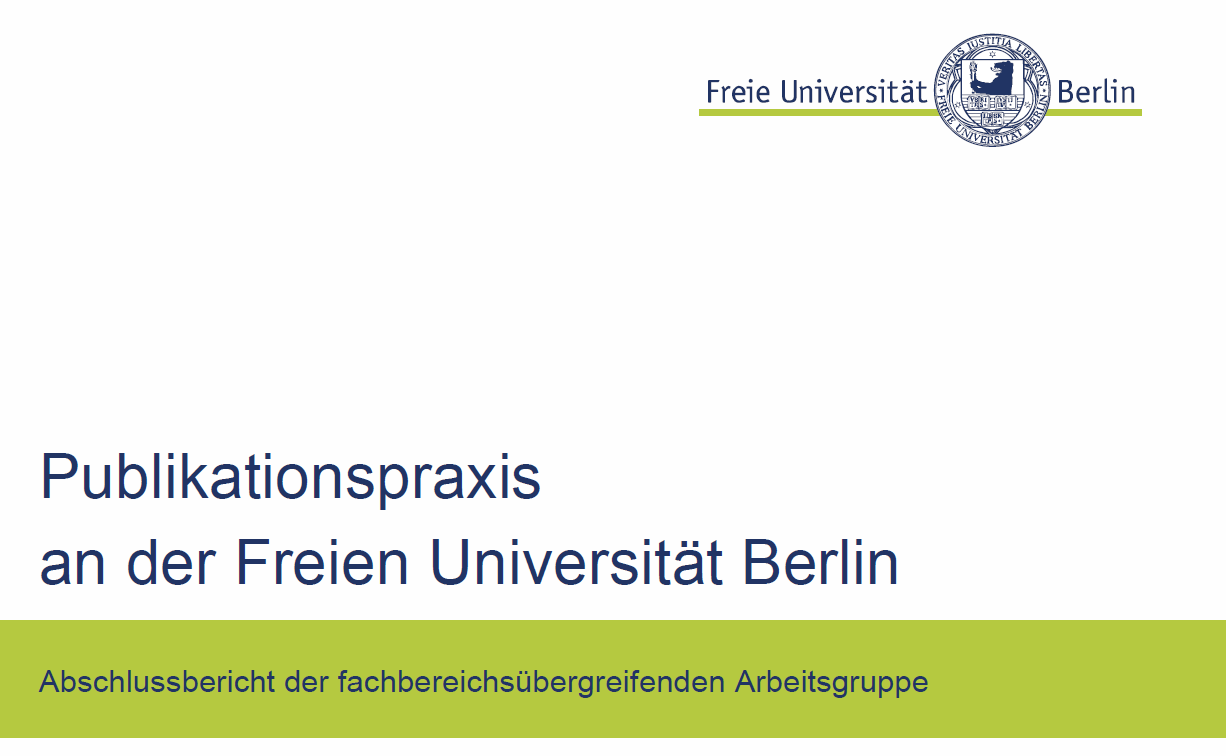 Freie Universität Berlin
VERITAS IUSTITIA LIBERTAS
FREIE UNIVERSITÄT BERLIN
Publikationspraxis
an der Freien Universität Berlin
Abschlussbericht der fachbereichsübergreifenden Arbeitsgruppe